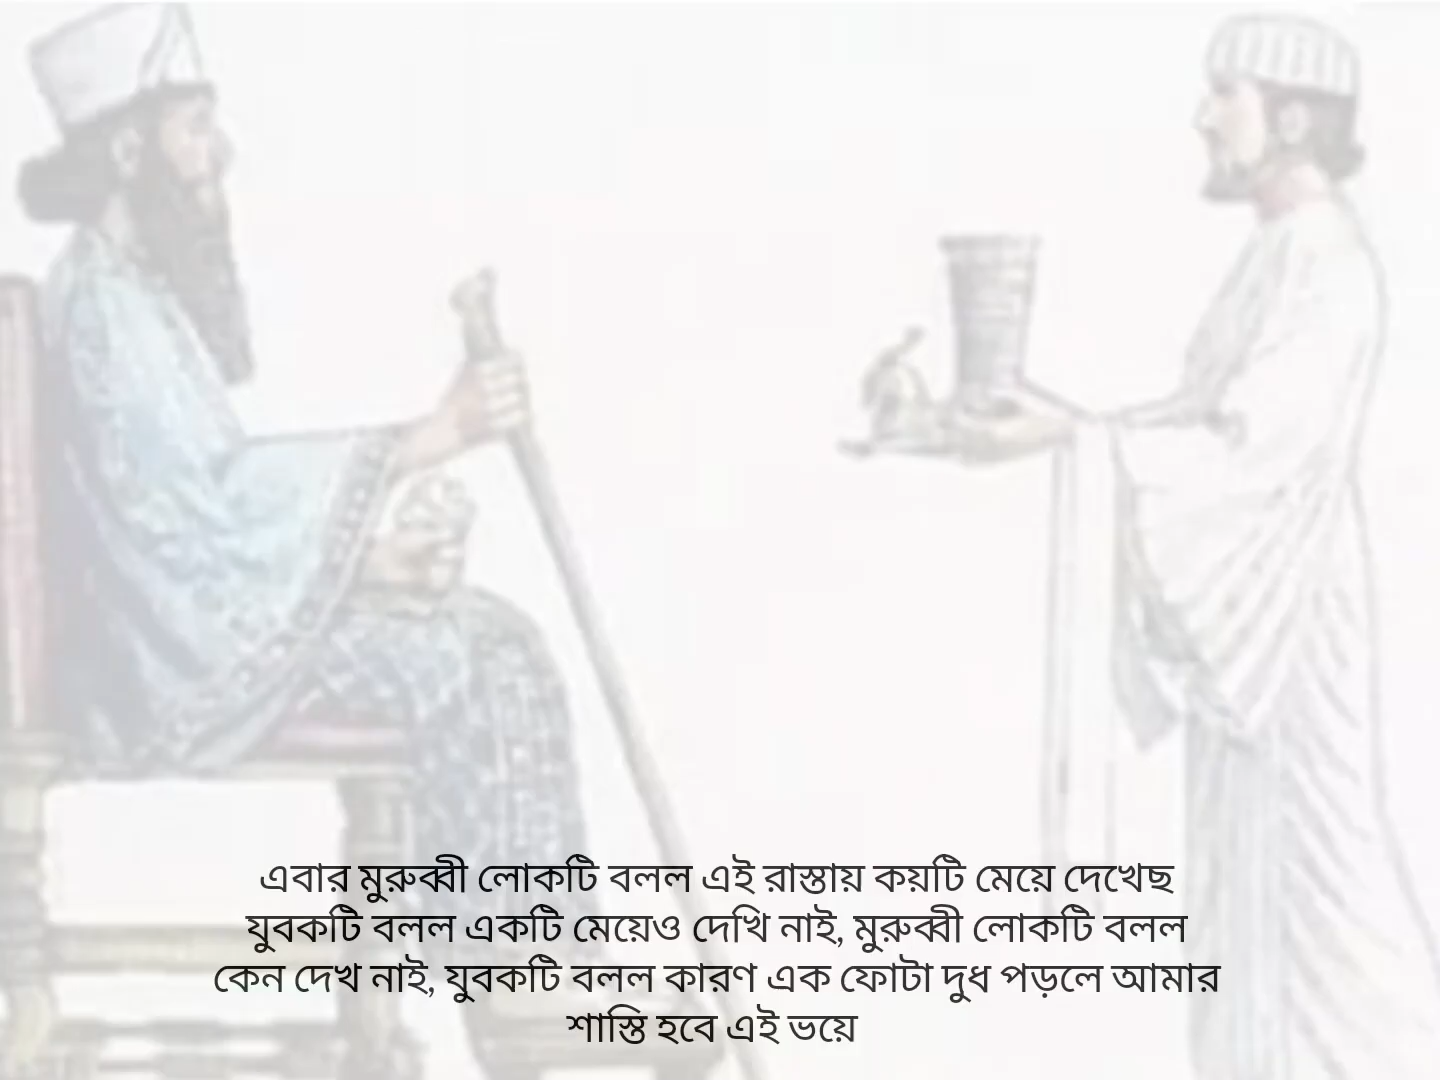 এবার মুরুব্বী লোকটি বলল এই রাস্তায় কয়টি মেয়ে দেখেছ
যুবকটি বলল একটি মেয়েও দেখি নাই, মুরুব্বী লোকটি বলল
কেন দেখ নাই, যুবকটি বলল কারণ এক ফোটা দুধ পড়লে আমার
শাস্তি হবে এই ভয়ে